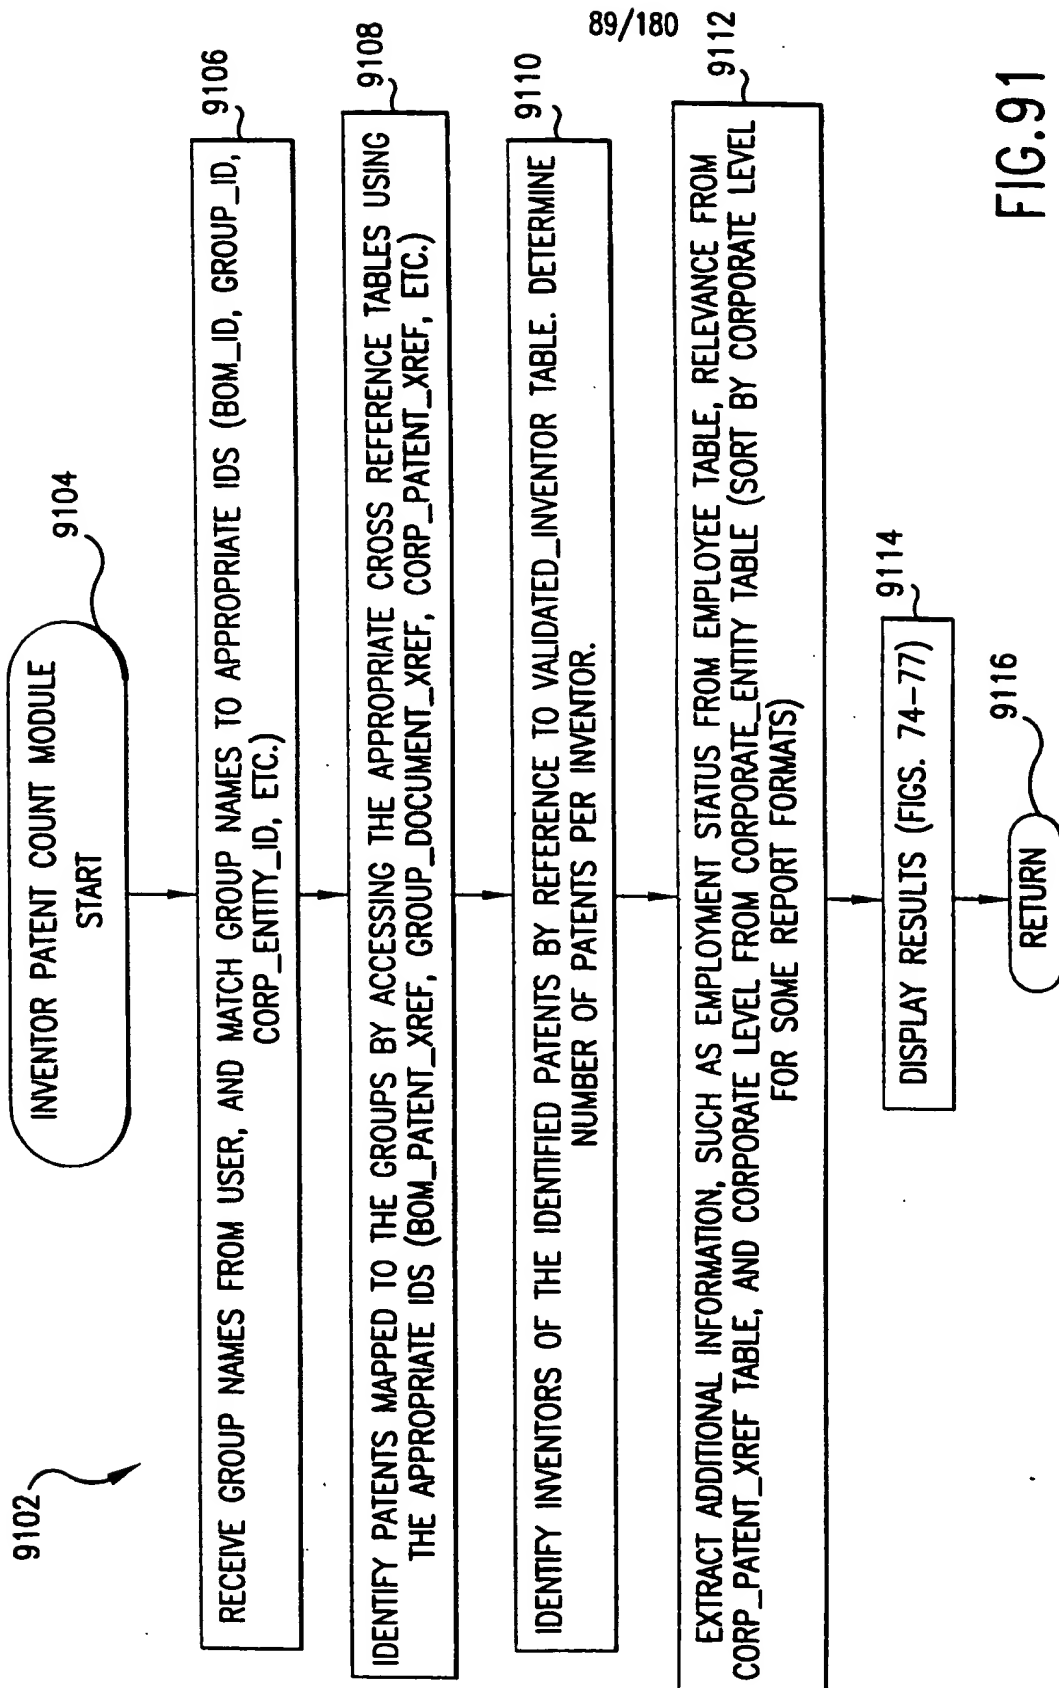 89/180
9102
INVENTOR PATENT COUNT MODULE
START
9104
RECEIVE GROUP NAMES FROM USER, AND MATCH GROUP NAMES TO APPROPRIATE IDS (BOM_ID, GROUP_ID,
CORP_ENTITY_ID, ETC.)
9106
IDENTIFY PATENTS MAPPED TO THE GROUPS BY ACCESSING THE APPROPRIATE CROSS REFERENCE TABLES USING
THE APPROPRIATE IDS (BOM_PATENT_XREF, GROUP_DOCUMENT_XREF, CORP_PATENT_XREF, ETC.)
9108
IDENTIFY INVENTORS OF THE IDENTIFIED PATENTS BY REFERENCE TO VALIDATED_INVENTOR TABLE. DETERMINE
NUMBER OF PATENTS PER INVENTOR.
9110
EXTRACT ADDITIONAL INFORMATION, SUCH AS EMPLOYMENT STATUS FROM EMPLOYEE TABLE, RELEVANCE FROM
CORP_PATENT_XREF TABLE, AND CORPORATE LEVEL FROM CORPORATE_ENTITY TABLE (SORT BY CORPORATE LEVEL
FOR SOME REPORT FORMATS)
9112
DISPLAY RESULTS (FIGS. 74-77)
9114
RETURN
9116
FIG.91